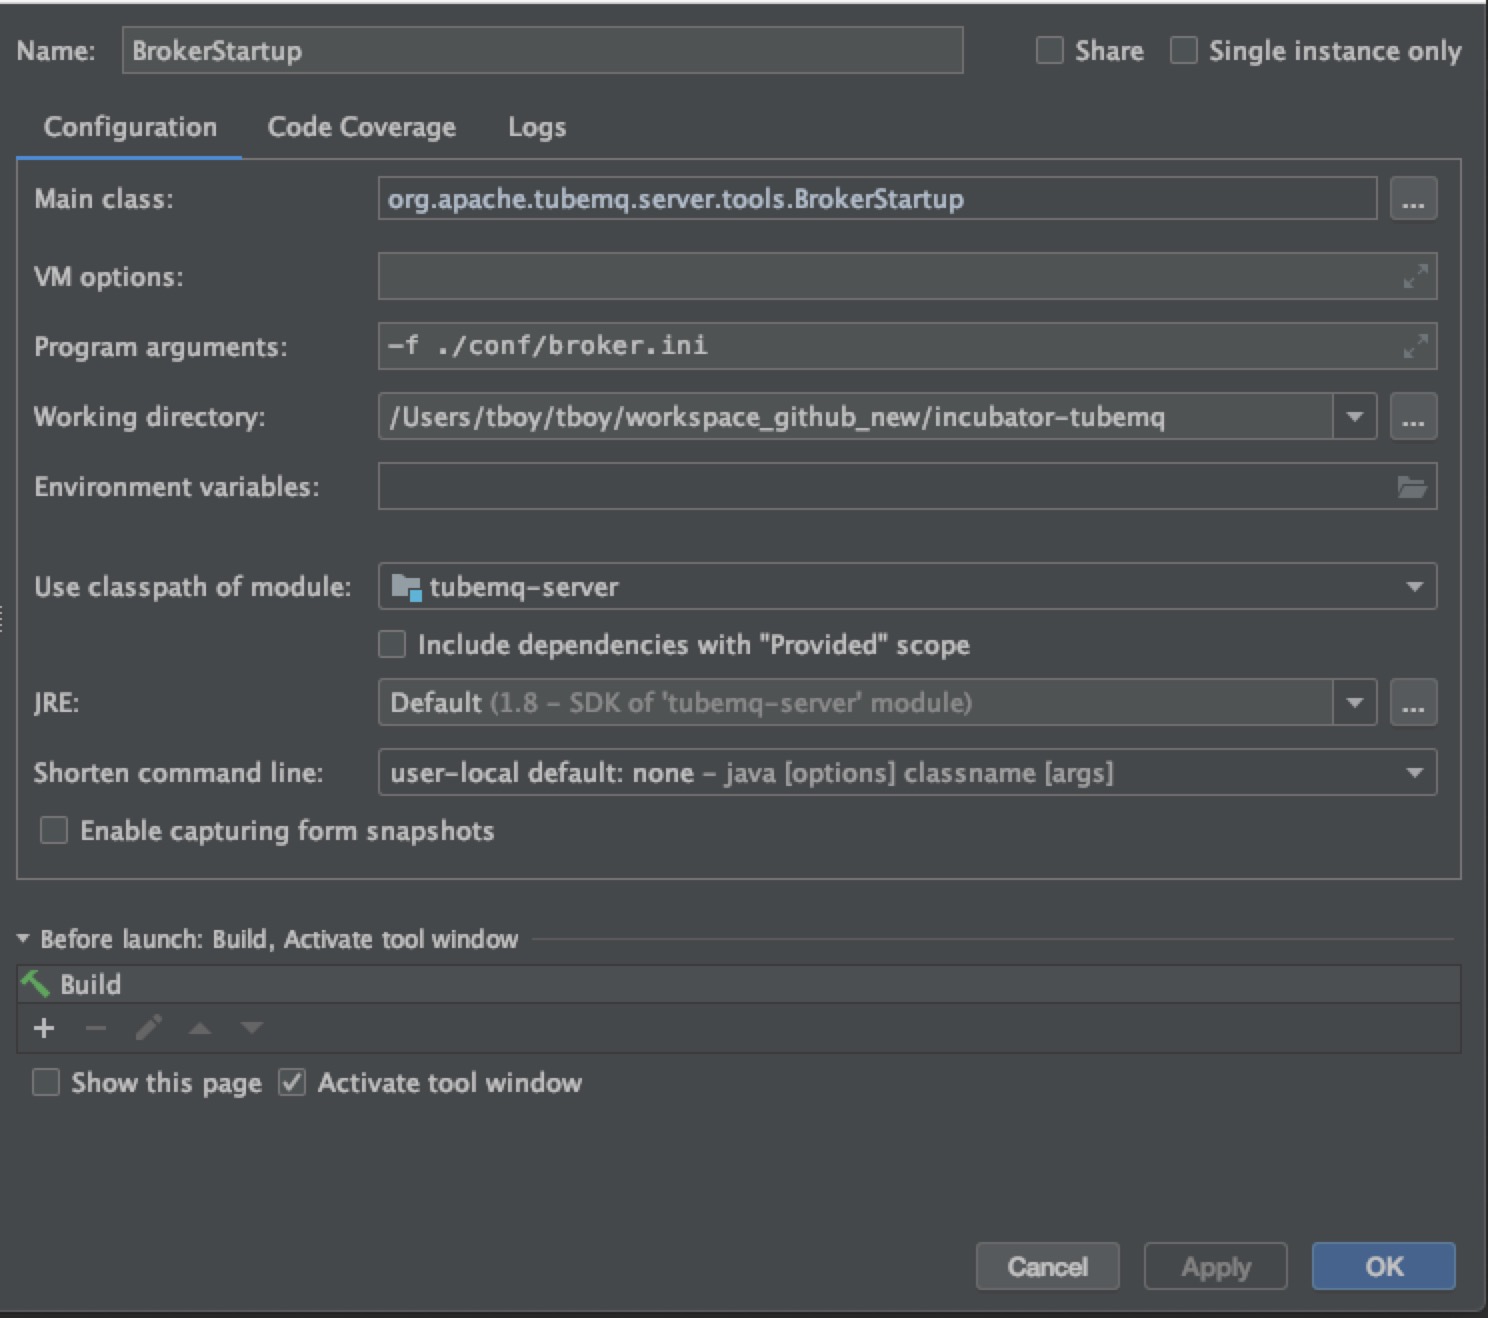 Name: BrokerStartup Share Single instance only
Configuration Code Coverage Logs
Main class: org.apache.tubemq.server.tools.BrokerStartup ...
VM options:
Program arguments: -f ./conf/broker.ini
Working directory: /Users/tboy/tboy/workspace_github_new/incubator-tubemq ...
Environment variables:
Use classpath of module: tubemq-server
Include dependencies with "Provided" scope
JRE: Default (1.8 - SDK of 'tubemq-server' module) ...
Shorten command line: user-local default: none - java [options] classname [args]
Enable capturing form snapshots
Before launch: Build, Activate tool window
Build
Show this page Activate tool window
Cancel Apply OK